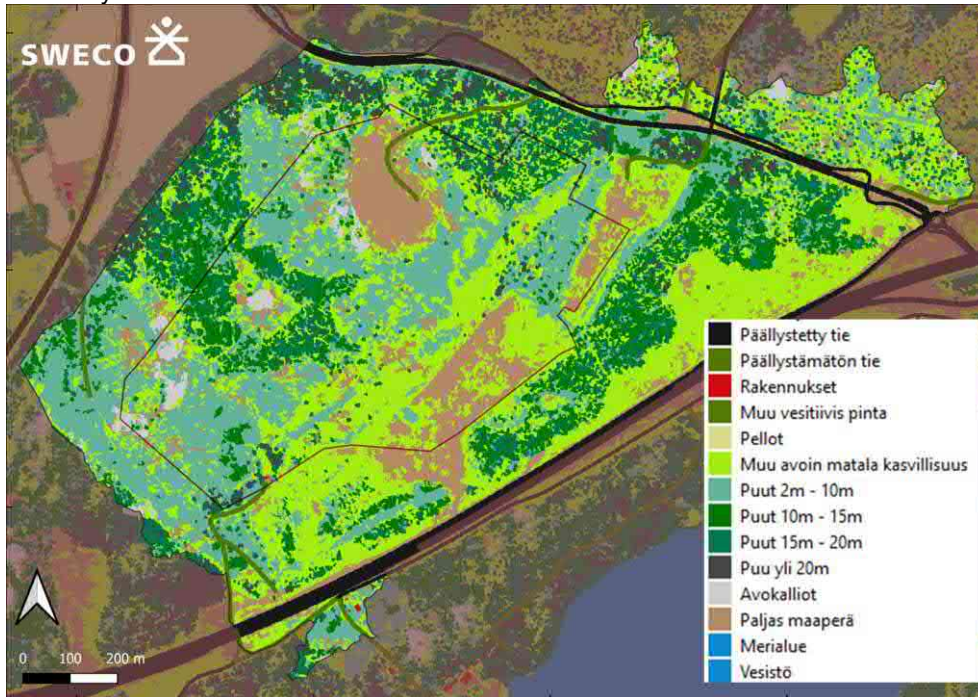 SWECO
Päällystetty tie
Päällystämätön tie
Rakennukset
Muu vesitiivis pinta
Pellot
Muu avoin matala kasvillisuus
Puut 2m - 10m
Puut 10m - 15m
Puut 15m - 20m
Puu yli 20m
Avokalliot
Paljas maaperä
Merialue
Vesistö
0 100 200 m